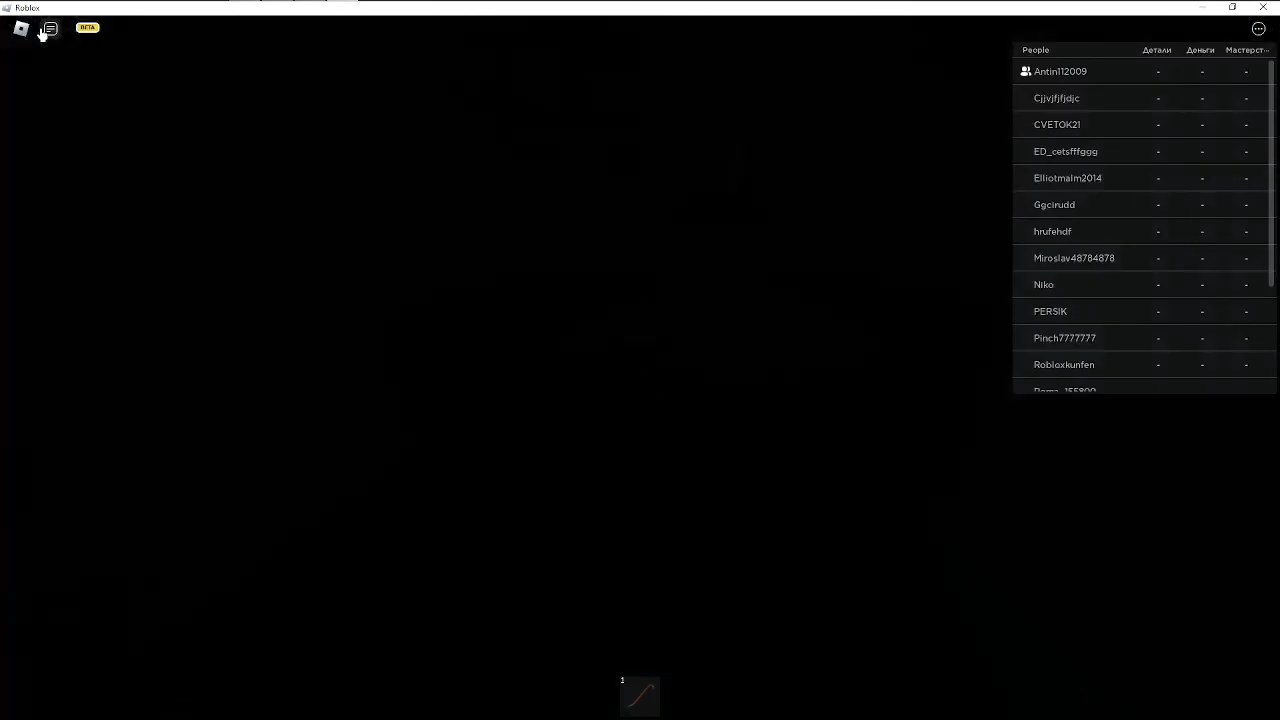 Roblox
BETA
People Детали Деньги Мастерст...
Antin112009 - - -
Cjjvjfjfjdjc - - -
CVETOK21 - - -
ED_cetsfffggg - - -
Elliotmalm2014 - - -
Ggcirudd - - -
hrufehdf - - -
Miroslav48784878 - - -
Niko - - -
PERSIK - - -
Pinch7777777 - - -
Robloxkunfen - - -
1